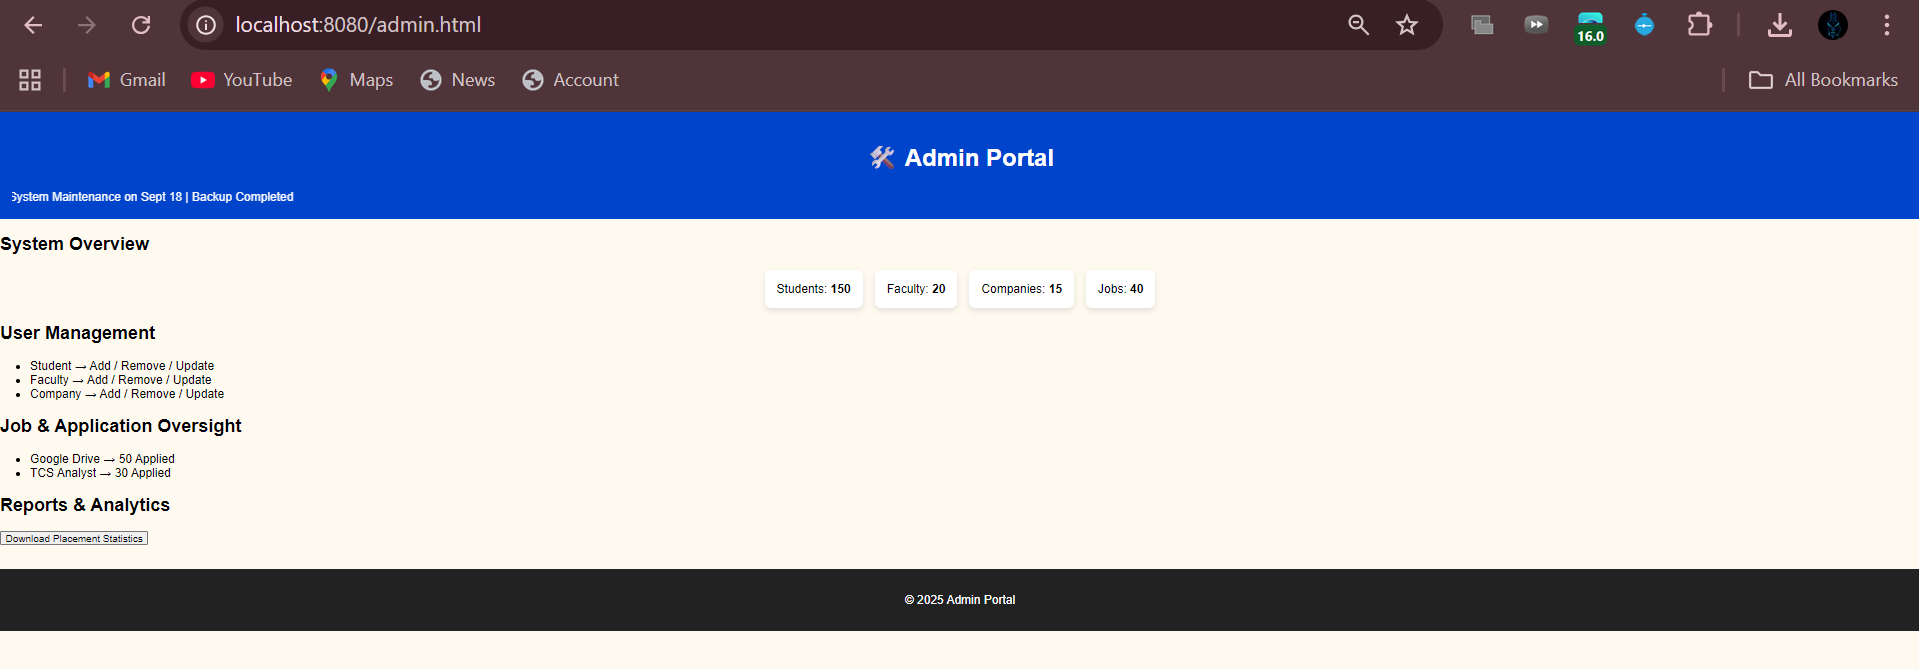 localhost:8080/admin.html
16.0
Gmail YouTube Maps News Account All Bookmarks
🛠️ Admin Portal
System Maintenance on Sept 18 | Backup Completed
System Overview
Students: 150 Faculty: 20 Companies: 15 Jobs: 40
User Management
• Student → Add / Remove / Update
• Faculty → Add / Remove / Update
• Company → Add / Remove / Update
Job & Application Oversight
• Google Drive → 50 Applied
• TCS Analyst → 30 Applied
Reports & Analytics
Download Placement Statistics
© 2025 Admin Portal